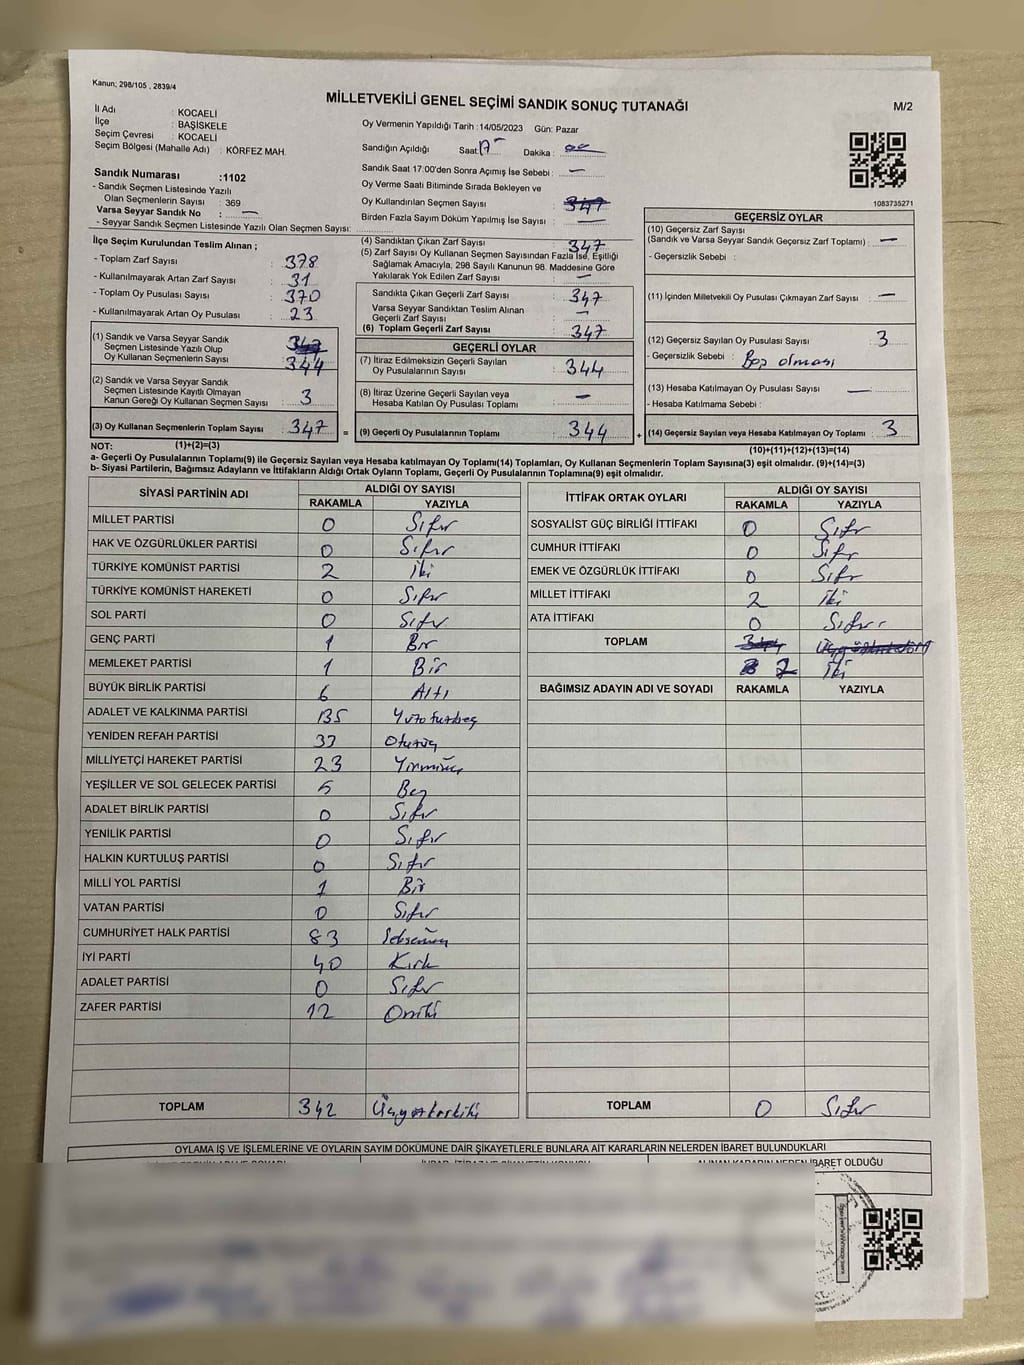 Kanun; 298/105 , 2839/4
MİLLETVEKİLİ GENEL SEÇİMİ SANDIK SONUÇ TUTANAĞI
M/2
İl Adı : KOCAELİ
İlçe : BAŞİSKELE
Seçim Çevresi : KOCAELİ
Seçim Bölgesi (Mahalle Adı) : KÖRFEZ MAH.
Sandık Numarası :1102
- Sandık Seçmen Listesinde Yazılı
Olan Seçmenlerin Sayısı : 369
Varsa Seyyar Sandık No : —
- Seyyar Sandık Seçmen Listesinde Yazılı Olan Seçmen Sayısı:
Oy Vermenin Yapıldığı Tarih :14/05/2023 Gün: Pazar
Sandığın Açıldığı Saat: 17 Dakika : 00
Sandık Saat 17:00'den Sonra Açımış İse Sebebi : —
Oy Verme Saati Bitiminde Sırada Bekleyen ve
Oy Kullandırılan Seçmen Sayısı : 347
Birden Fazla Sayım Döküm Yapılmış İse Sayısı : —
1083735271
İlçe Seçim Kurulundan Teslim Alınan ;
- Toplam Zarf Sayısı : 378
- Kullanılmayarak Artan Zarf Sayısı : 31
- Toplam Oy Pusulası Sayısı : 370
- Kullanılmayarak Artan Oy Pusulası : 23
(1) Sandık ve Varsa Seyyar Sandık
Seçmen Listesinde Yazılı Olup
Oy Kullanan Seçmenlerin Sayısı : 347 344
(2) Sandık ve Varsa Seyyar Sandık
Seçmen Listesinde Kayıtlı Olmayan
Kanun Gereği Oy Kullanan Seçmen Sayısı : 3
(3) Oy Kullanan Seçmenlerin Toplam Sayısı : 347 =
(4) Sandıktan Çıkan Zarf Sayısı : 347
(5) Zarf Sayısı Oy Kullanan Seçmen Sayısından Fazla İse, Eşitliği
Sağlamak Amacıyla, 298 Sayılı Kanunun 98. Maddesine Göre
Yakılarak Yok Edilen Zarf Sayısı : —
Sandıkta Çıkan Geçerli Zarf Sayısı : 347
Varsa Seyyar Sandıktan Teslim Alınan
Geçerli Zarf Sayısı : —
(6) Toplam Geçerli Zarf Sayısı : 347
GEÇERLİ OYLAR
(7) İtiraz Edilmeksizin Geçerli Sayılan
Oy Pusulalarının Sayısı : 344
(8) İtiraz Üzerine Geçerli Sayılan veya
Hesaba Katılan Oy Pusulası Toplamı : —
(9) Geçerli Oy Pusulalarının Toplamı : 344 +
GEÇERSİZ OYLAR
(10) Geçersiz Zarf Sayısı
(Sandık ve Varsa Seyyar Sandık Geçersiz Zarf Toplamı) : —
- Geçersizlik Sebebi :
(11) İçinden Milletvekili Oy Pusulası Çıkmayan Zarf Sayısı : —
(12) Geçersiz Sayılan Oy Pusulası Sayısı : 3
- Geçersizlik Sebebi : Boş olması
(13) Hesaba Katılmayan Oy Pusulası Sayısı : —
- Hesaba Katılmama Sebebi :
(14) Geçersiz Sayılan veya Hesaba Katılmayan Oy Toplamı : 3
NOT: (1)+(2)=(3)
(10)+(11)+(12)+(13)=(14)
a- Geçerli Oy Pusulalarının Toplamı(9) ile Geçersiz Sayılan veya Hesaba katılmayan Oy Toplamı(14) Toplamları, Oy Kullanan Seçmenlerin Toplam Sayısına(3) eşit olmalıdır. (9)+(14)=(3)
b- Siyasi Partilerin, Bağımsız Adayların ve İttifakların Aldığı Ortak Oyların Toplamı, Geçerli Oy Pusulalarının Toplamına(9) eşit olmalıdır.
SİYASİ PARTİNİN ADI ALDIĞI OY SAYISI
RAKAMLA YAZIYLA
MİLLET PARTİSİ 0 Sıfır
HAK VE ÖZGÜRLÜKLER PARTİSİ 0 Sıfır
TÜRKİYE KOMÜNİST PARTİSİ 2 İki
TÜRKİYE KOMÜNİST HAREKETİ 0 Sıfır
SOL PARTİ 0 Sıfır
GENÇ PARTİ 1 Bir
MEMLEKET PARTİSİ 1 Bir
BÜYÜK BİRLİK PARTİSİ 6 Altı
ADALET VE KALKINMA PARTİSİ 135 Yüzotuzbeş
YENİDEN REFAH PARTİSİ 33 Otuzüç
MİLLİYETÇİ HAREKET PARTİSİ 23 Yirmiüç
YEŞİLLER VE SOL GELECEK PARTİSİ 5 Beş
ADALET BİRLİK PARTİSİ 0 Sıfır
YENİLİK PARTİSİ 0 Sıfır
HALKIN KURTULUŞ PARTİSİ 0 Sıfır
MİLLİ YOL PARTİSİ 1 Bir
VATAN PARTİSİ 0 Sıfır
CUMHURİYET HALK PARTİSİ 83 Seksenüç
İYİ PARTİ 40 Kırk
ADALET PARTİSİ 0 Sıfır
ZAFER PARTİSİ 12 Oniki
TOPLAM 342 Üçyüzkırkiki
İTTİFAK ORTAK OYLARI ALDIĞI OY SAYISI
RAKAMLA YAZIYLA
SOSYALİST GÜÇ BİRLİĞİ İTTİFAKI 0 Sıfır
CUMHUR İTTİFAKI 0 Sıfır
EMEK VE ÖZGÜRLÜK İTTİFAKI 0 Sıfır
MİLLET İTTİFAKI 2 İki
ATA İTTİFAKI 0 Sıfır
TOPLAM 344
2 İki
BAĞIMSIZ ADAYIN ADI VE SOYADI RAKAMLA YAZIYLA
TOPLAM 0 Sıfır
OYLAMA İŞ VE İŞLEMLERİNE VE OYLARIN SAYIM DÖKÜMÜNE DAİR ŞİKAYETLERLE BUNLARA AİT KARARLARIN NELERDEN İBARET BULUNDUKLARI
ALINAN KARARIN NEDEN İBARET OLDUĞU